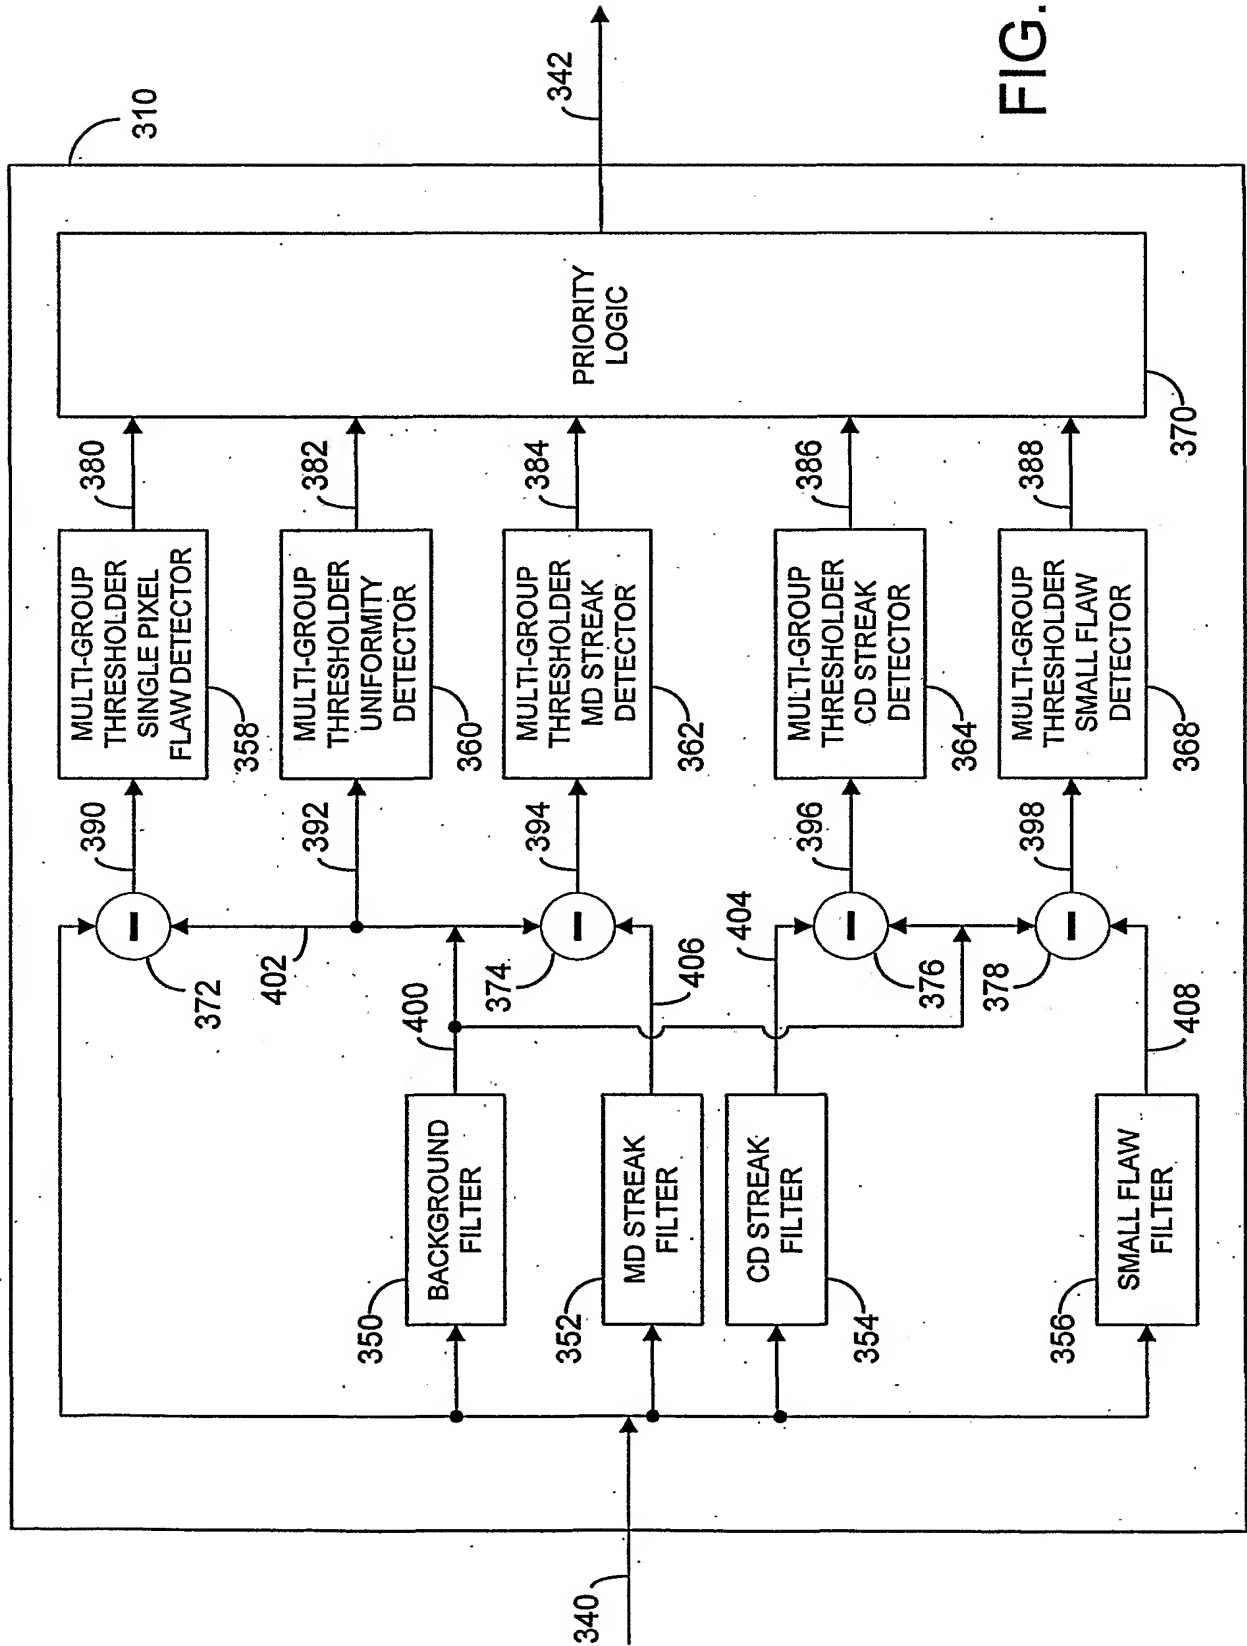 310
342
FIG.
PRIORITY
LOGIC
370
380
382
384
386
388
MULTI-GROUP
THRESHOLDER
SINGLE PIXEL
FLAW DETECTOR
358
MULTI-GROUP
THRESHOLDER
UNIFORMITY
DETECTOR
360
MULTI-GROUP
THRESHOLDER
MD STREAK
DETECTOR
362
MULTI-GROUP
THRESHOLDER
CD STREAK
DETECTOR
364
MULTI-GROUP
THRESHOLDER
SMALL FLAW
DETECTOR
368
390
392
394
396
398
372
402
374
404
376
378
400
406
408
BACKGROUND
FILTER
350
MD STREAK
FILTER
352
CD STREAK
FILTER
354
SMALL FLAW
FILTER
356
340